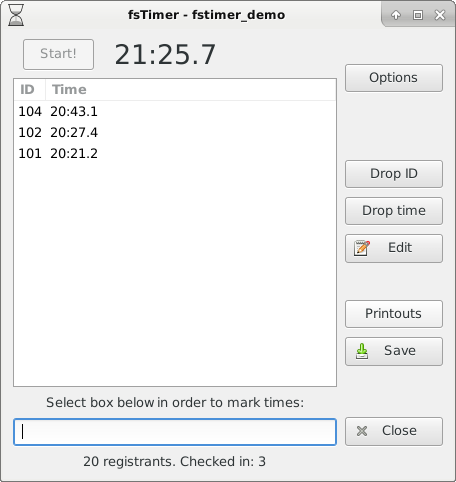 fsTimer - fstimer_demo
Start!
21:25.7
Options
ID Time
104 20:43.1
102 20:27.4
101 20:21.2
Drop ID
Drop time
Edit
Printouts
Save
Select box below in order to mark times:
Close
20 registrants. Checked in: 3